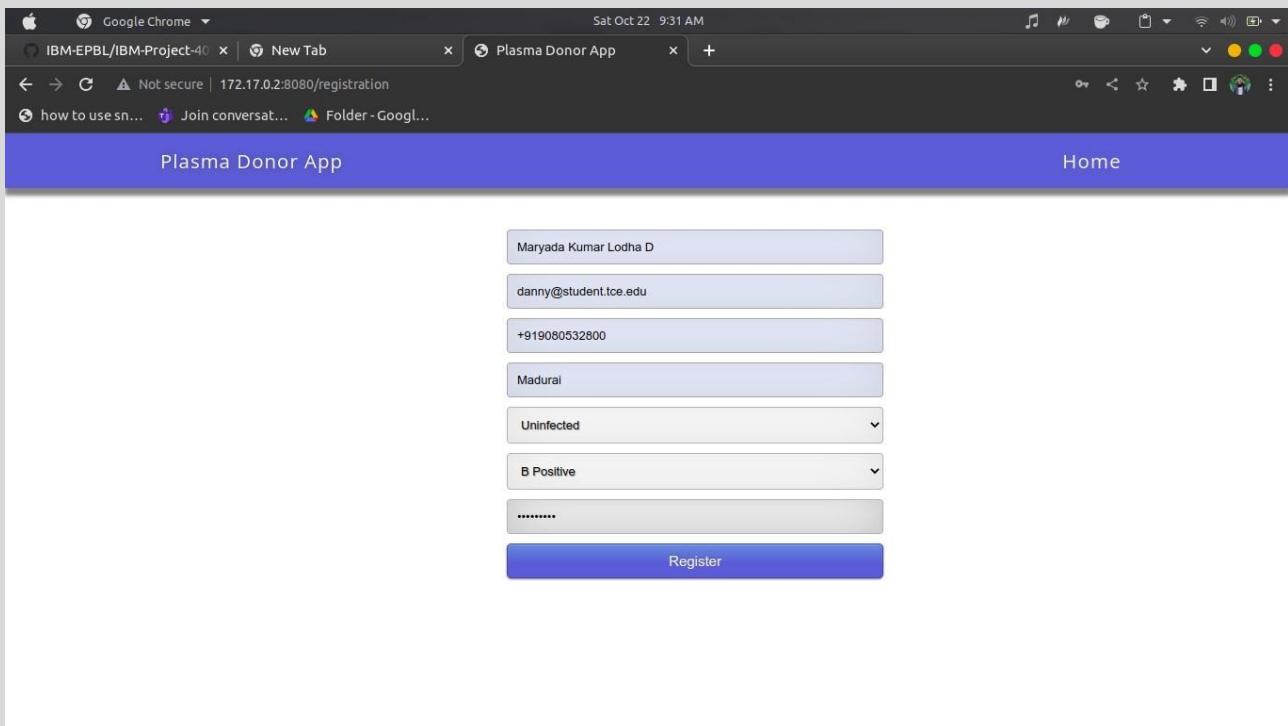 Google Chrome
Sat Oct 22 9:31 AM
IBM-EPBL/IBM-Project-40
New Tab
Plasma Donor App
Not secure | 172.17.0.2:8080/registration
how to use sn...
Join conversat...
Folder - Googl...
Plasma Donor App
Home
Maryada Kumar Lodha D
danny@student.tce.edu
+919080532800
Madurai
Uninfected
B Positive
•••••••••
Register